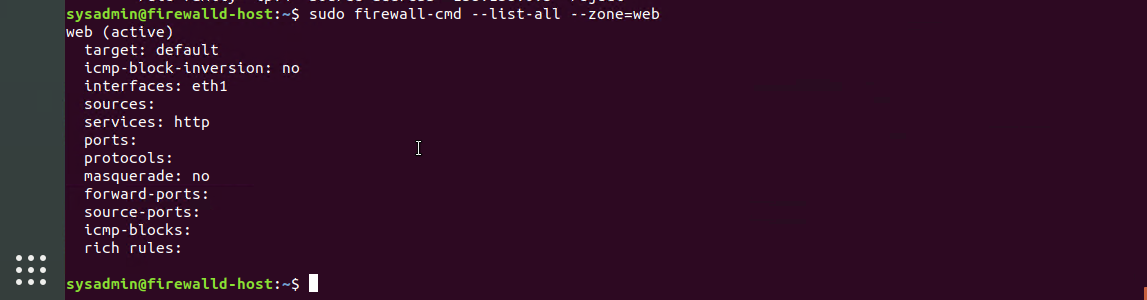 sysadmin@firewalld-host:~$ sudo firewall-cmd --list-all --zone=web
web (active)
  target: default
  icmp-block-inversion: no
  interfaces: eth1
  sources:
  services: http
  ports:
  protocols:
  masquerade: no
  forward-ports:
  source-ports:
  icmp-blocks:
  rich rules:
sysadmin@firewalld-host:~$